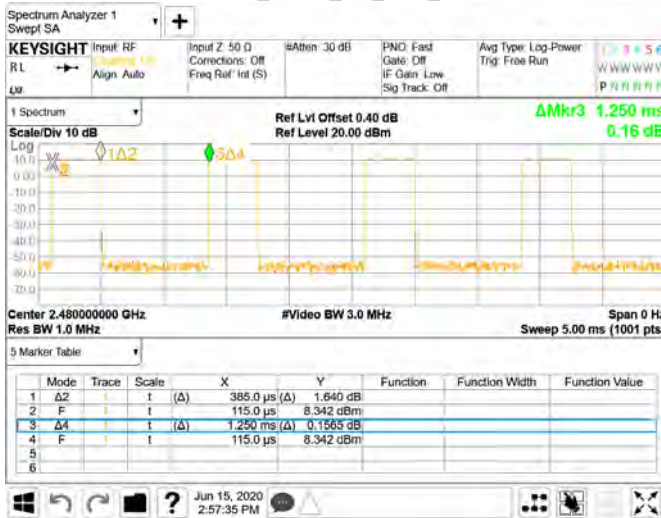 Spectrum Analyzer 1
Swept SA
+
KEYSIGHT Input: RF Input Z: 50 Ω #Atten: 30 dB PNO: Fast Avg Type: Log-Power
RL Corrections: Off Gate: Off Trig: Free Run
Align: Auto Freq Ref: Int (S) IF Gain: Low
Sig Track: Off
WWWWWW
P N N N N N
1 Spectrum
Ref Lvl Offset 0.40 dB ΔMkr3 1.250 ms
Scale/Div 10 dB Ref Level 20.00 dBm 0.16 dB
Log
10.0 1Δ2 3Δ4
0.00
-10.0
-20.0
-30.0
-40.0
-50.0
-60.0
-70.0
Center 2.480000000 GHz #Video BW 3.0 MHz Span 0 Hz
Res BW 1.0 MHz Sweep 5.00 ms (1001 pts
5 Marker Table
Mode Trace Scale X Y Function Function Width Function Value
1 Δ2 1 t (Δ) 385.0 µs (Δ) 1.640 dB
2 F 1 t 115.0 µs 8.342 dBm
3 Δ4 1 t (Δ) 1.250 ms (Δ) 0.1565 dB
4 F 1 t 115.0 µs 8.342 dBm
5
6
? Jun 15, 2020
2:57:35 PM